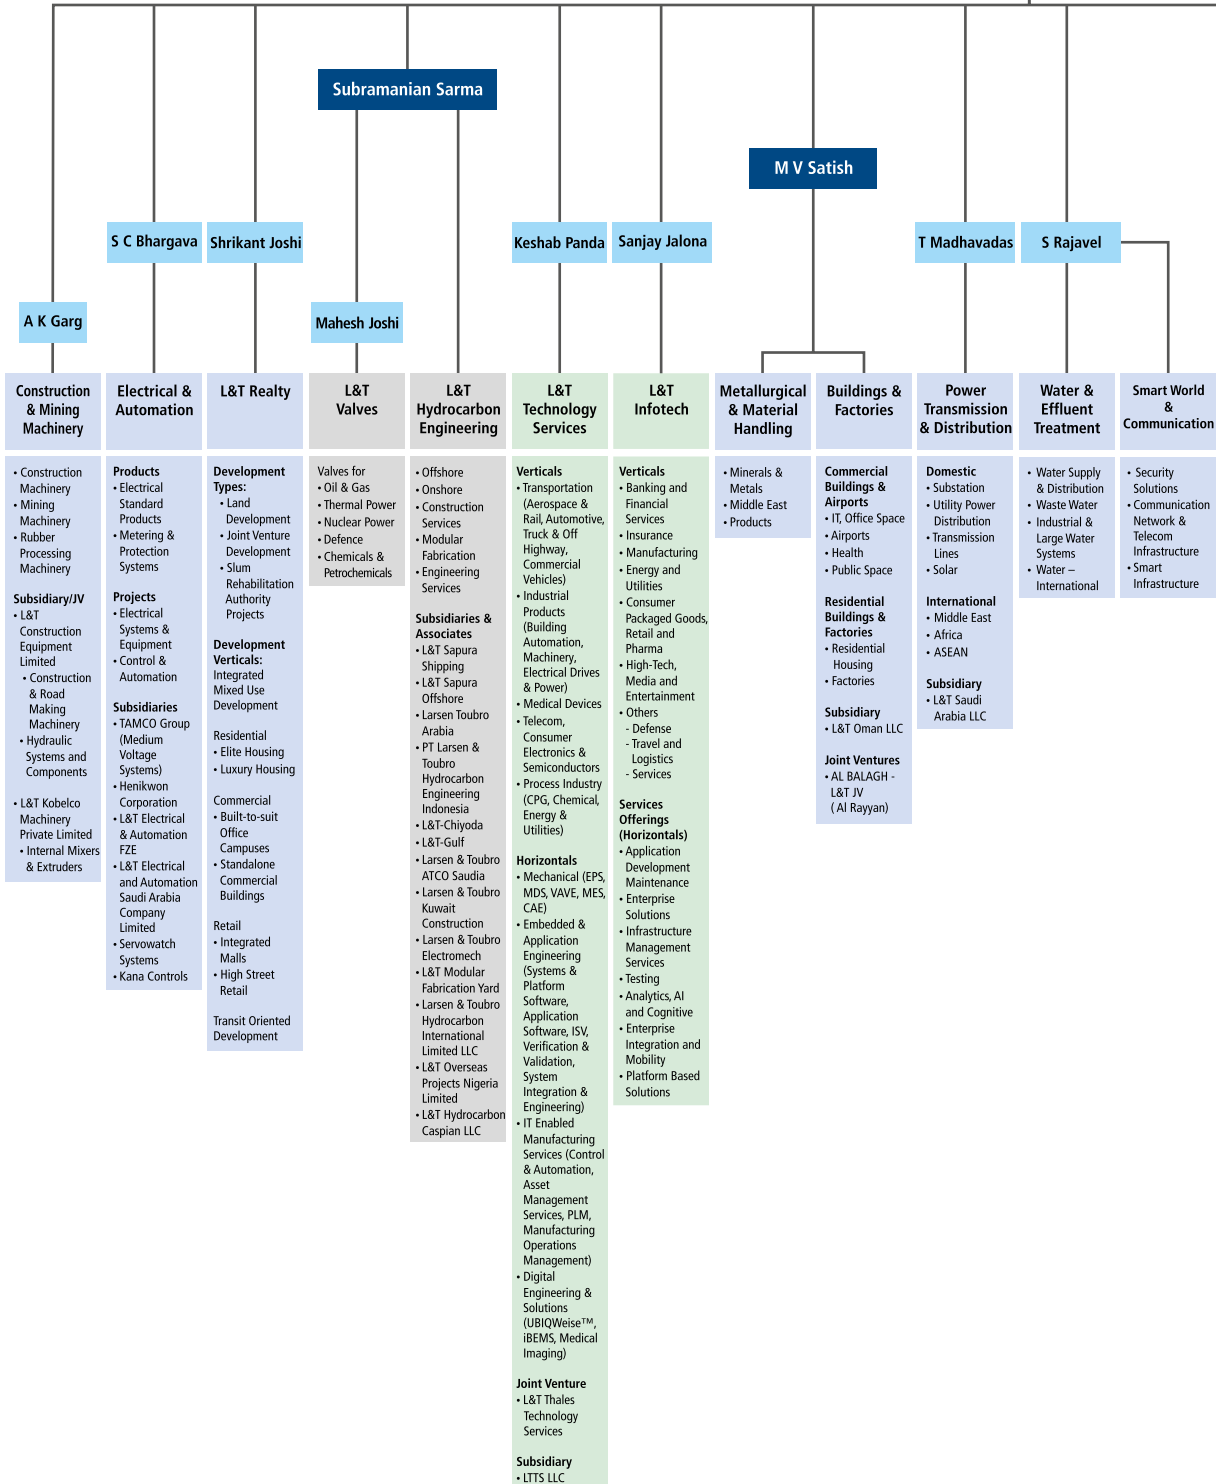 Subramanian Sarma
M V Satish
S C Bhargava
Shrikant Joshi
Keshab Panda
Sanjay Jalona
T Madhavadas
S Rajavel
A K Garg
Mahesh Joshi
Construction
& Mining
Machinery
Electrical &
Automation
L&T Realty
L&T
Valves
L&T
Hydrocarbon
Engineering
L&T
Technology
Services
L&T
Infotech
Metallurgical
& Material
Handling
Buildings &
Factories
Power
Transmission
& Distribution
Water &
Effluent
Treatment
Smart World
&
Communication
• Construction
Machinery
• Mining
Machinery
• Rubber
Processing
Machinery
Subsidiary/JV
• L&T
Construction
Equipment
Limited
• Construction
& Road
Making
Machinery
• Hydraulic
Systems and
Components
• L&T Kobelco
Machinery
Private Limited
• Internal Mixers
& Extruders
Products
• Electrical
Standard
Products
• Metering &
Protection
Systems
Projects
• Electrical
Systems &
Equipment
• Control &
Automation
Subsidiaries
• TAMCO Group
(Medium
Voltage
Systems)
• Henikwon
Corporation
• L&T Electrical
& Automation
FZE
• L&T Electrical
and Automation
Saudi Arabia
Company
Limited
• Servowatch
Systems
• Kana Controls
Development
Types:
• Land
Development
• Joint Venture
Development
• Slum
Rehabilitation
Authority
Projects
Development
Verticals:
Integrated
Mixed Use
Development
Residential
• Elite Housing
• Luxury Housing
Commercial
• Built-to-suit
Office
Campuses
• Standalone
Commercial
Buildings
Retail
• Integrated
Malls
• High Street
Retail
Transit Oriented
Development
Valves for
• Oil & Gas
• Thermal Power
• Nuclear Power
• Defence
• Chemicals &
Petrochemicals
• Offshore
• Onshore
• Construction
Services
• Modular
Fabrication
• Engineering
Services
Subsidiaries &
Associates
• L&T Sapura
Shipping
• L&T Sapura
Offshore
• Larsen Toubro
Arabia
• PT Larsen &
Toubro
Hydrocarbon
Engineering
Indonesia
• L&T-Chiyoda
• L&T-Gulf
• Larsen & Toubro
ATCO Saudia
• Larsen & Toubro
Kuwait
Construction
• Larsen & Toubro
Electromech
• L&T Modular
Fabrication Yard
• Larsen & Toubro
Hydrocarbon
International
Limited LLC
• L&T Overseas
Projects Nigeria
Limited
• L&T Hydrocarbon
Caspian LLC
Verticals
• Transportation
(Aerospace &
Rail, Automotive,
Truck & Off
Highway,
Commercial
Vehicles)
• Industrial
Products
(Building
Automation,
Machinery,
Electrical Drives
& Power)
• Medical Devices
• Telecom,
Consumer
Electronics &
Semiconductors
• Process Industry
(CPG, Chemical,
Energy &
Utilities)
Horizontals
• Mechanical (EPS,
MDS, VAVE, MES,
CAE)
• Embedded &
Application
Engineering
(Systems &
Platform
Software,
Application
Software, ISV,
Verification &
Validation,
System
Integration &
Engineering)
• IT Enabled
Manufacturing
Services (Control
& Automation,
Asset
Management
Services, PLM,
Manufacturing
Operations
Management)
• Digital
Engineering &
Solutions
(UBIQWeise™,
iBEMS, Medical
Imaging)
Joint Venture
• L&T Thales
Technology
Services
Subsidiary
• LTTS LLC
Verticals
• Banking and
Financial
Services
• Insurance
• Manufacturing
• Energy and
Utilities
• Consumer
Packaged Goods,
Retail and
Pharma
• High-Tech,
Media and
Entertainment
• Others
- Defense
- Travel and
Logistics
- Services
Services
Offerings
(Horizontals)
• Application
Development
Maintenance
• Enterprise
Solutions
• Infrastructure
Management
Services
• Testing
• Analytics, AI
and Cognitive
• Enterprise
Integration and
Mobility
• Platform Based
Solutions
• Minerals &
Metals
• Middle East
• Products
Commercial
Buildings &
Airports
• IT, Office Space
• Airports
• Health
• Public Space
Residential
Buildings &
Factories
• Residential
Housing
• Factories
Subsidiary
• L&T Oman LLC
Joint Ventures
• AL BALAGH -
L&T JV
( Al Rayyan)
Domestic
• Substation
• Utility Power
Distribution
• Transmission
Lines
• Solar
International
• Middle East
• Africa
• ASEAN
Subsidiary
• L&T Saudi
Arabia LLC
• Water Supply
& Distribution
• Waste Water
• Industrial &
Large Water
Systems
• Water –
International
• Security
Solutions
• Communication
Network &
Telecom
Infrastructure
• Smart
Infrastructure